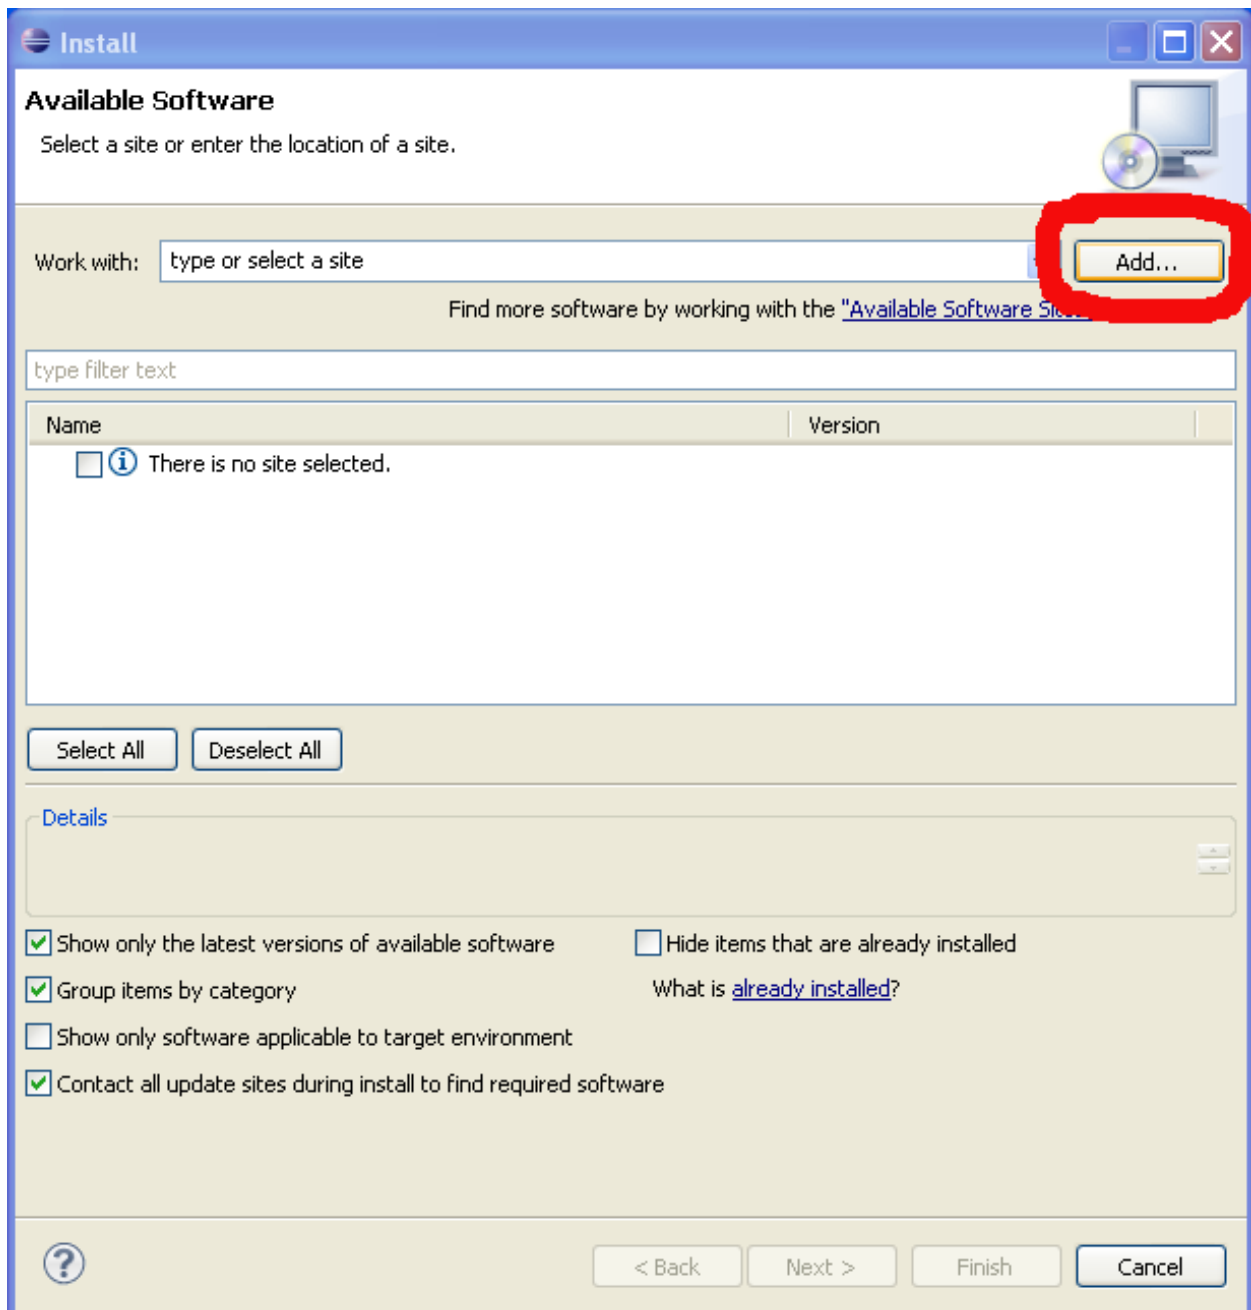 Install
Available Software
Select a site or enter the location of a site.
Work with: type or select a site Add...
Find more software by working with the "Available Software
type filter text
Name Version
There is no site selected.
Select All Deselect All
Details
Show only the latest versions of available software Hide items that are already installed
Group items by category What is already installed?
Show only software applicable to target environment
Contact all update sites during install to find required software
? < Back Next > Finish Cancel